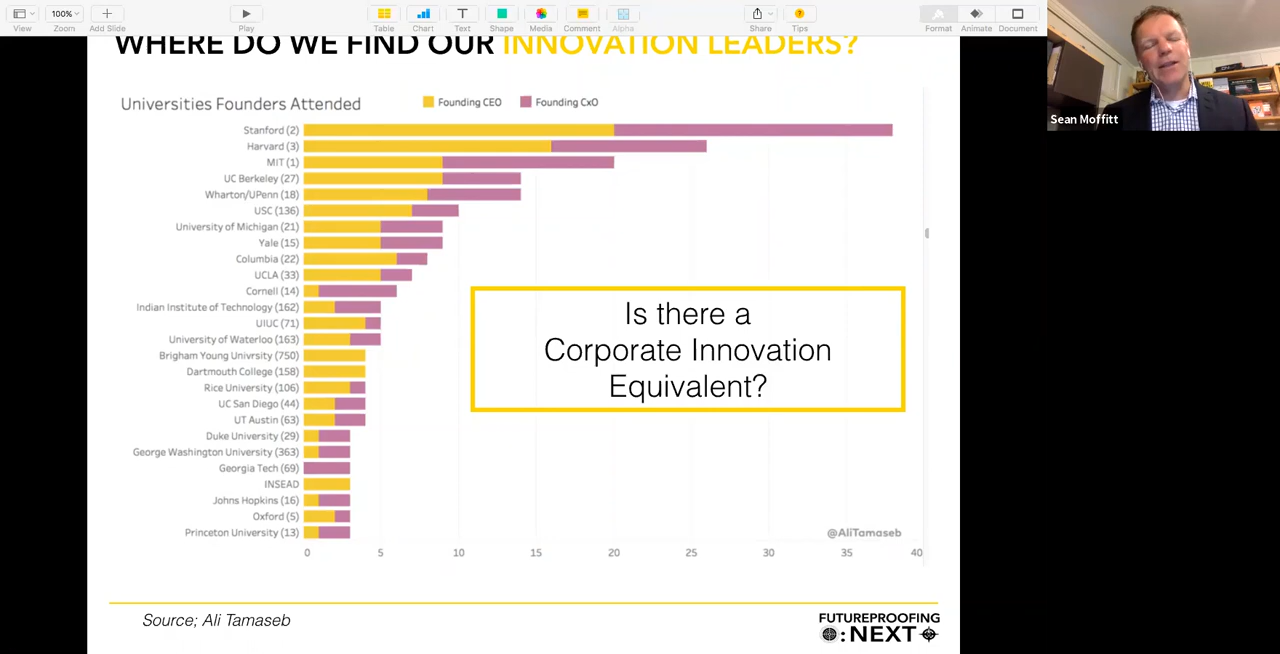 100%
View
Zoom
Add Slide
Play
Table
Chart
Text
Shape
Media
Comment
Alpha
Share
Tips
Format
Animate
Document
WHERE DO WE FIND OUR INNOVATION LEADERS?
Sean Moffitt
Universities Founders Attended
Founding CEO
Founding CxO
Stanford (2)
Harvard (3)
MIT (1)
UC Berkeley (27)
Wharton/UPenn (18)
USC (136)
University of Michigan (21)
Yale (15)
Columbia (22)
UCLA (33)
Cornell (14)
Indian Institute of Technology (162)
UIUC (71)
University of Waterloo (163)
Brigham Young Univrsity (750)
Dartmouth College (158)
Rice University (106)
UC San Diego (44)
UT Austin (63)
Duke University (29)
George Washington University (363)
Georgia Tech (69)
INSEAD
Johns Hopkins (16)
Oxford (5)
Princeton University (13)
Is there a
Corporate Innovation
Equivalent?
@AliTamaseb
0 5 10 15 20 25 30 35 40
Source; Ali Tamaseb
FUTUREPROOFING
:NEXT